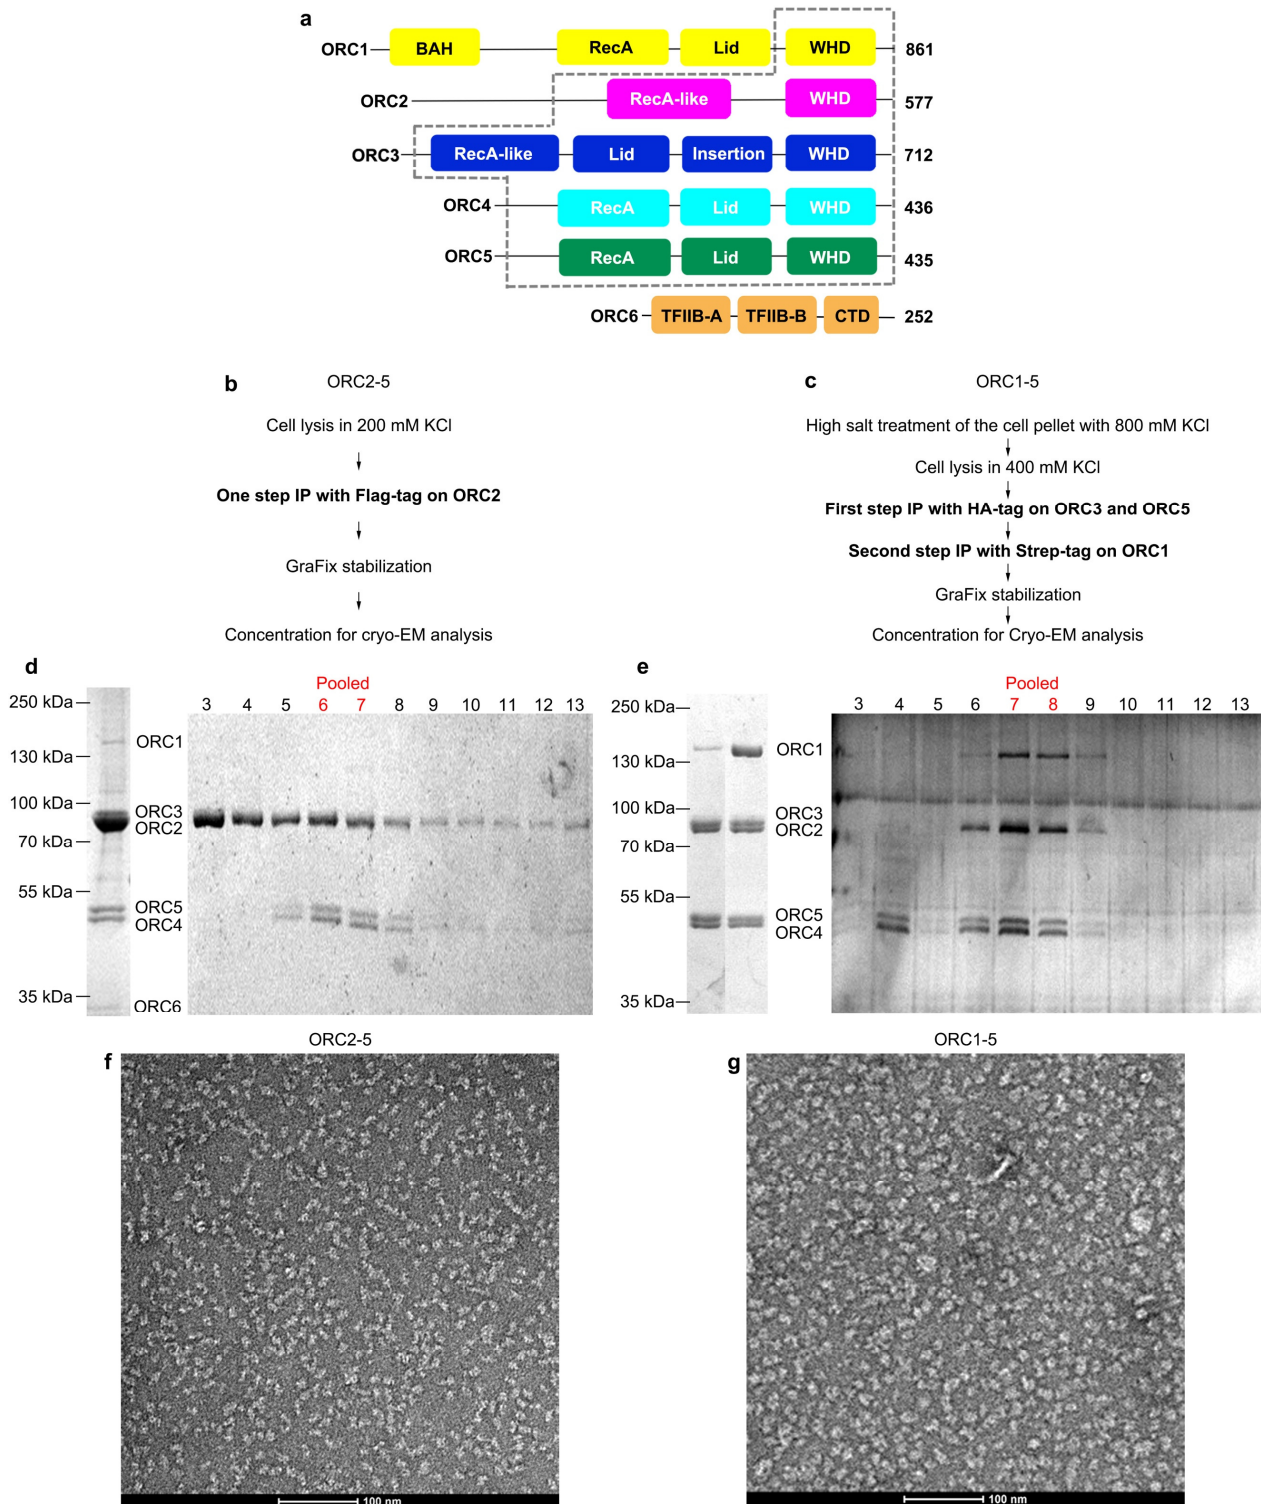 a
ORC1 BAH RecA Lid WHD 861
ORC2 RecA-like WHD 577
ORC3 RecA-like Lid Insertion WHD 712
ORC4 RecA Lid WHD 436
ORC5 RecA Lid WHD 435
ORC6 TFIIB-A TFIIB-B CTD 252
b
ORC2-5
Cell lysis in 200 mM KCl
One step IP with Flag-tag on ORC2
GraFix stabilization
Concentration for cryo-EM analysis
c
ORC1-5
High salt treatment of the cell pellet with 800 mM KCl
Cell lysis in 400 mM KCl
First step IP with HA-tag on ORC3 and ORC5
Second step IP with Strep-tag on ORC1
GraFix stabilization
Concentration for Cryo-EM analysis
d
Pooled
3 4 5 6 7 8 9 10 11 12 13
250 kDa
ORC1
130 kDa
100 kDa
ORC3
ORC2
70 kDa
55 kDa
ORC5
ORC4
35 kDa
ORC6
e
Pooled
3 4 5 6 7 8 9 10 11 12 13
250 kDa
ORC1
130 kDa
100 kDa
ORC3
ORC2
70 kDa
55 kDa
ORC5
ORC4
35 kDa
ORC2-5
f
100 nm
ORC1-5
g
100 nm